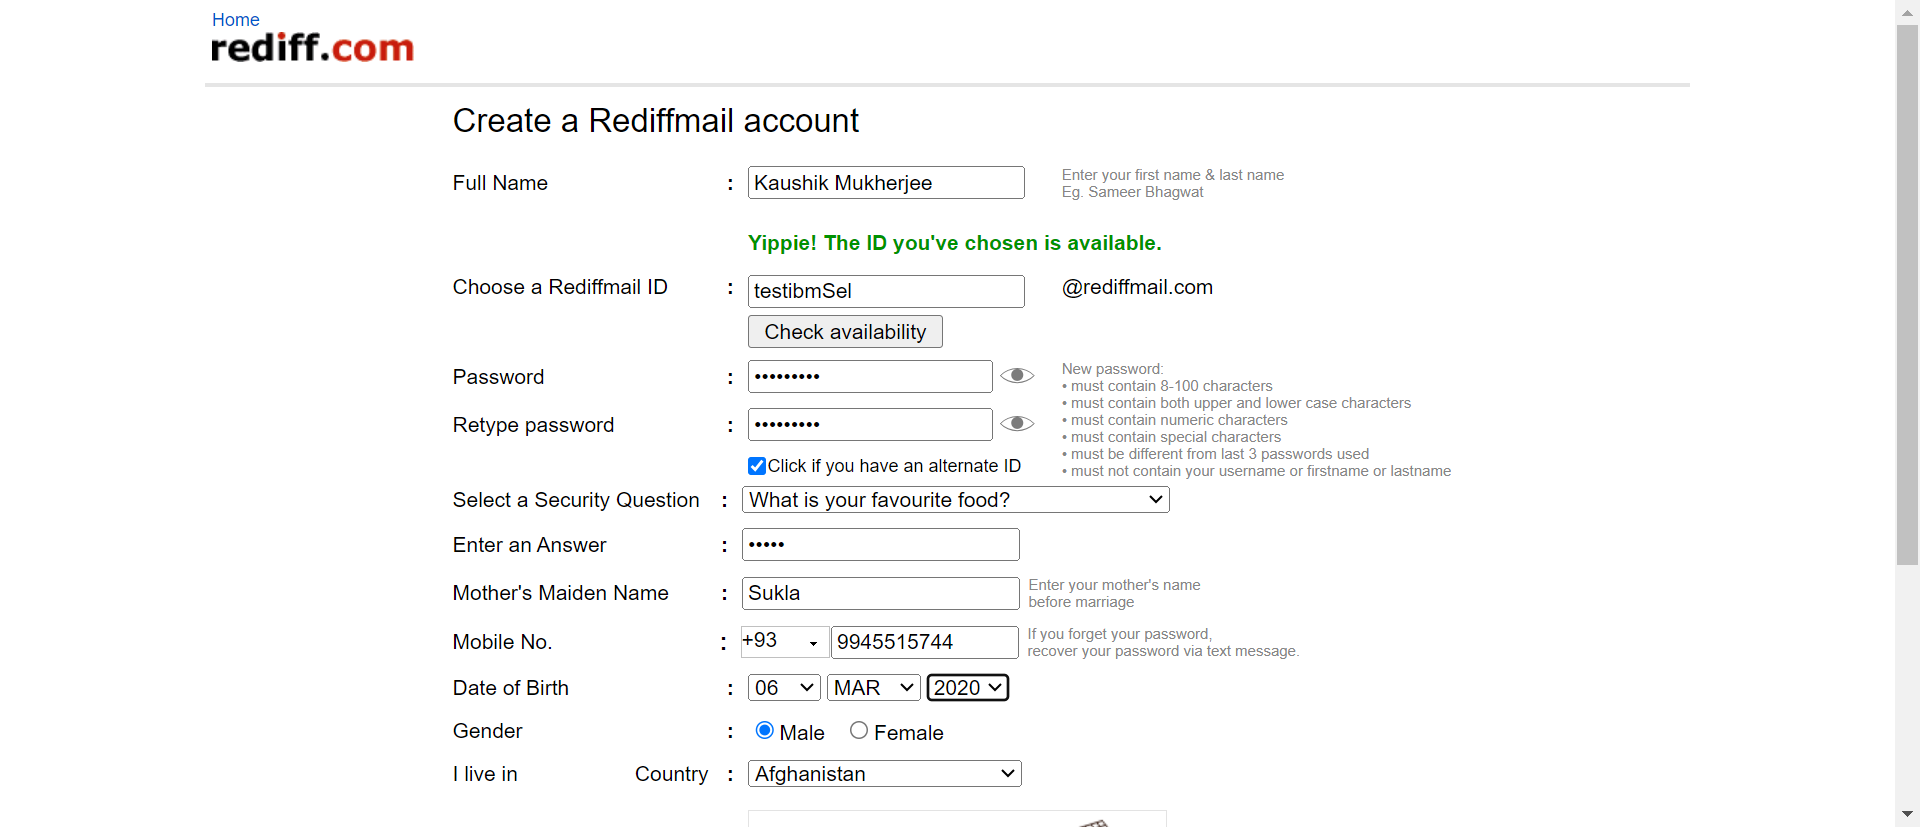 Home
rediff.com
Create a Rediffmail account
Full Name : Kaushik Mukherjee Enter your first name & last name
Eg. Sameer Bhagwat
Yippie! The ID you've chosen is available.
Choose a Rediffmail ID : testibmSel @rediffmail.com
Check availability
Password : ••••••••• New password:
• must contain 8-100 characters
• must contain both upper and lower case characters
Retype password : ••••••••• • must contain numeric characters
• must contain special characters
• must be different from last 3 passwords used
Click if you have an alternate ID • must not contain your username or firstname or lastname
Select a Security Question : What is your favourite food?
Enter an Answer : •••••
Mother's Maiden Name : Sukla Enter your mother's name
before marriage
Mobile No. : +93 9945515744 If you forget your password,
recover your password via text message.
Date of Birth : 06 MAR 2020
Gender : Male Female
I live in Country : Afghanistan